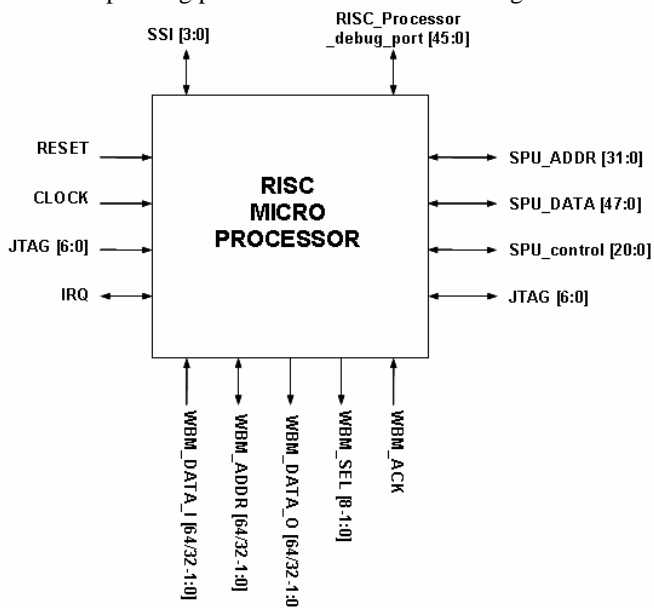 SSI [3:0]
RISC_Processor
_debug_port [45:0]
RESET
CLOCK
JTAG [6:0]
IRQ
RISC
MICRO
PROCESSOR
SPU_ADDR [31:0]
SPU_DATA [47:0]
SPU_control [20:0]
JTAG [6:0]
WBM_DATA_I [64/32-1:0]
WBM_ADDR [64/32-1:0]
WBM_DATA_O [64/32-1:0
WBM_SEL [8-1:0]
WBM_ACK